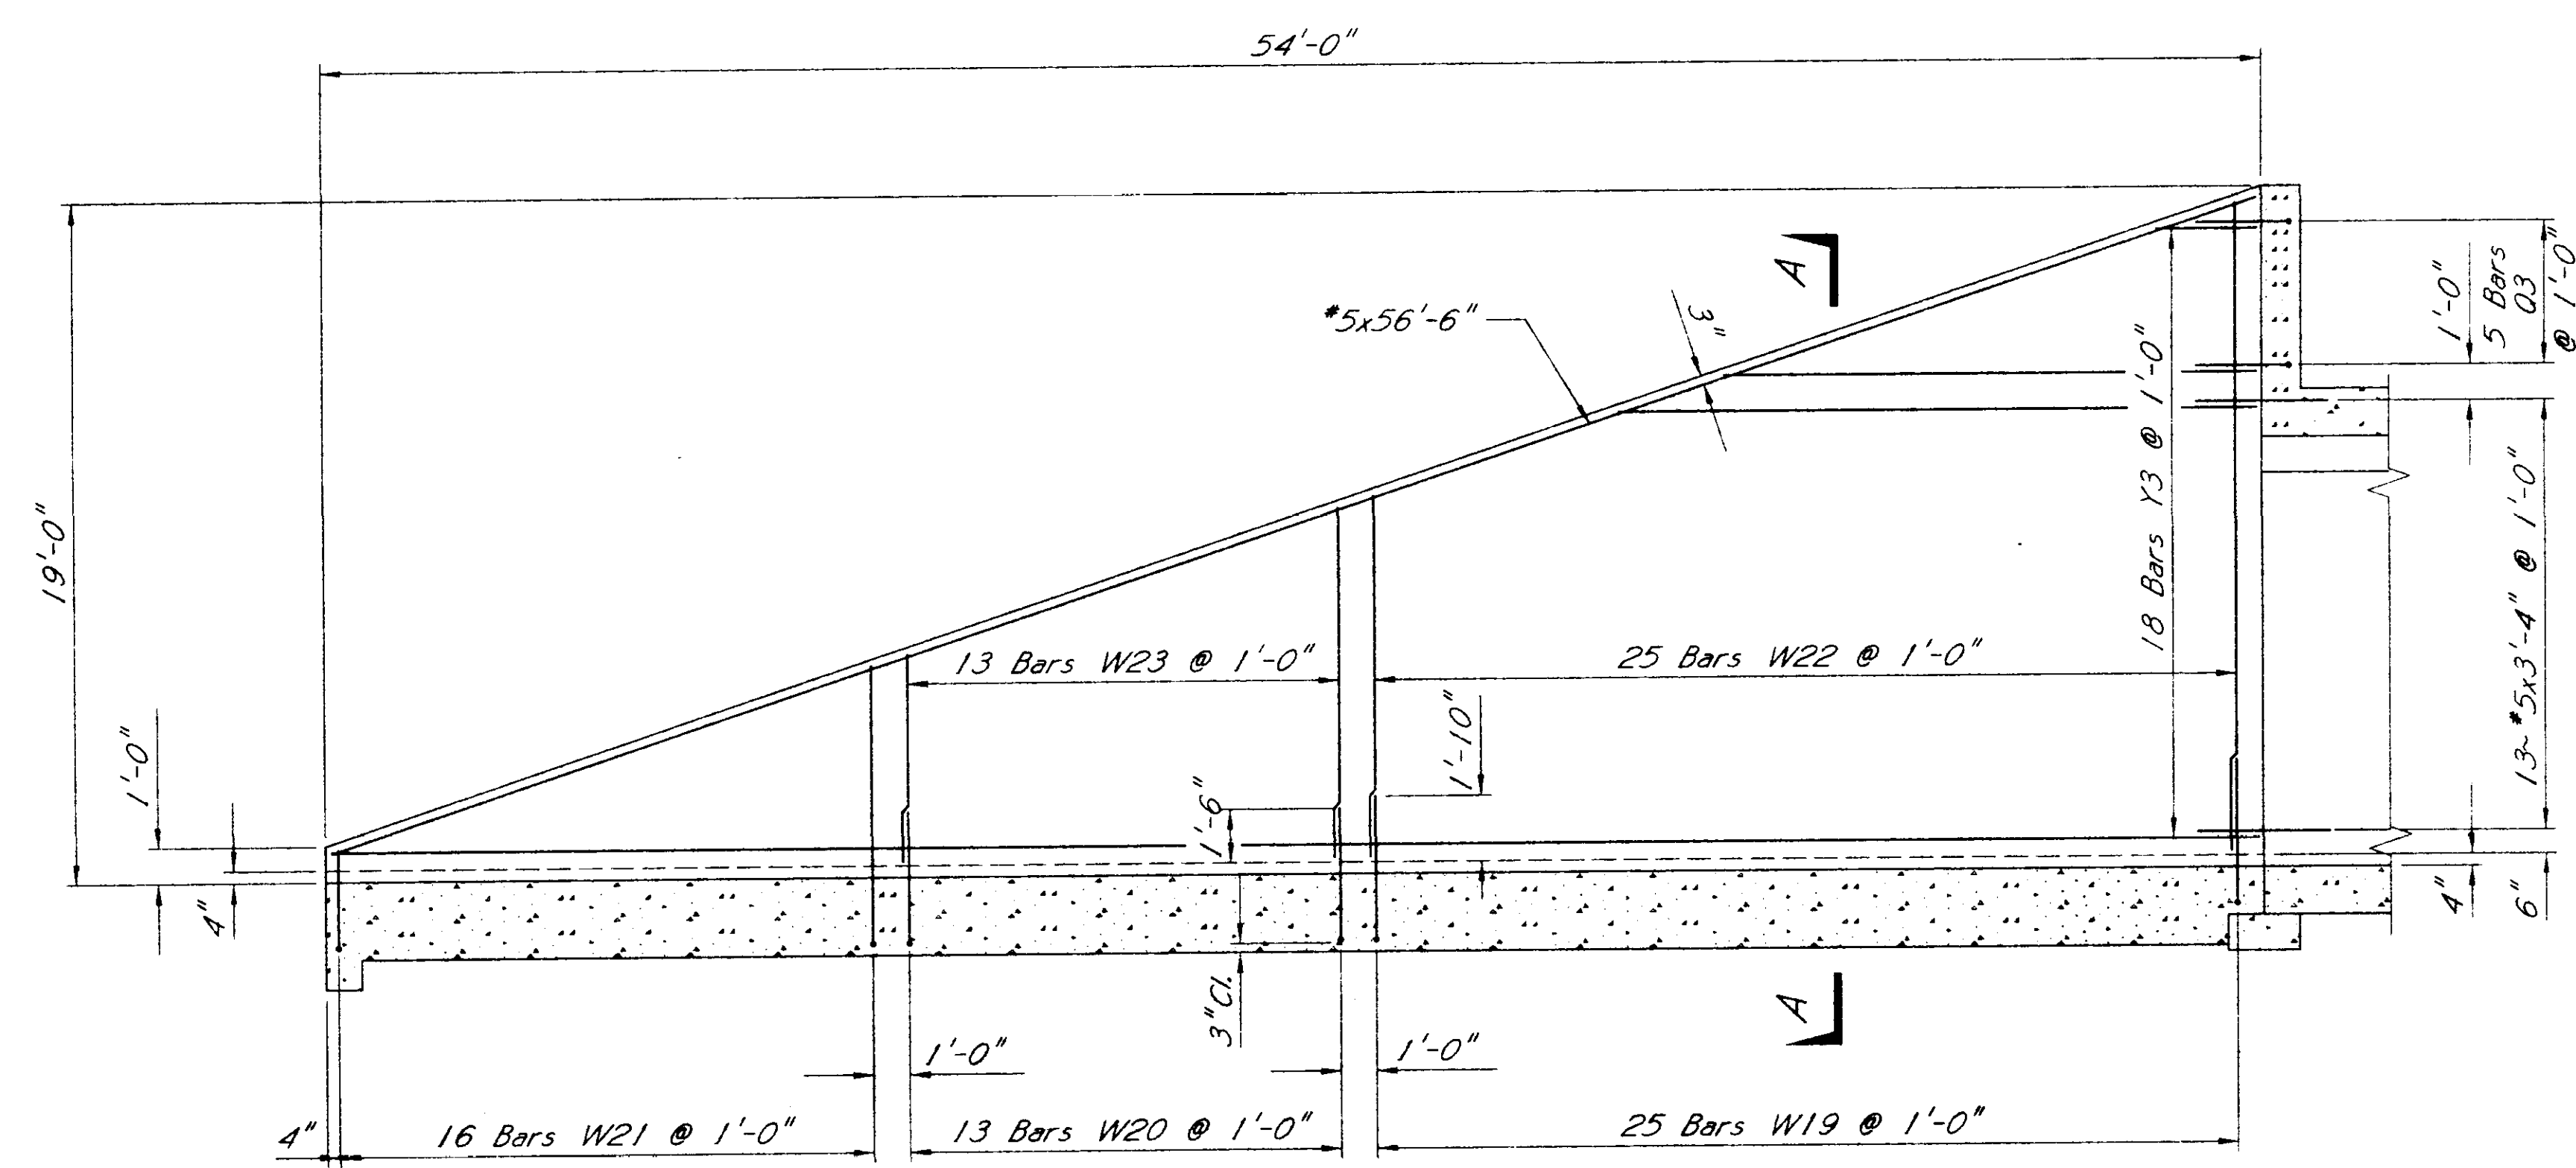 54'-0"
19'-0"
A
#5x56'-6"
3"
1'-0"
5 Bars
Q3
@ 1'-0"
18 Bars Y3 @ 1'-0"
13~#5x3'-4" @ 1'-0"
13 Bars W23 @ 1'-0"
25 Bars W22 @ 1'-0"
1'-0"
4"
1'-6"
1'-10"
4"
6"
3"Cl.
A
1'-0"
1'-0"
4"
16 Bars W21 @ 1'-0"
13 Bars W20 @ 1'-0"
25 Bars W19 @ 1'-0"